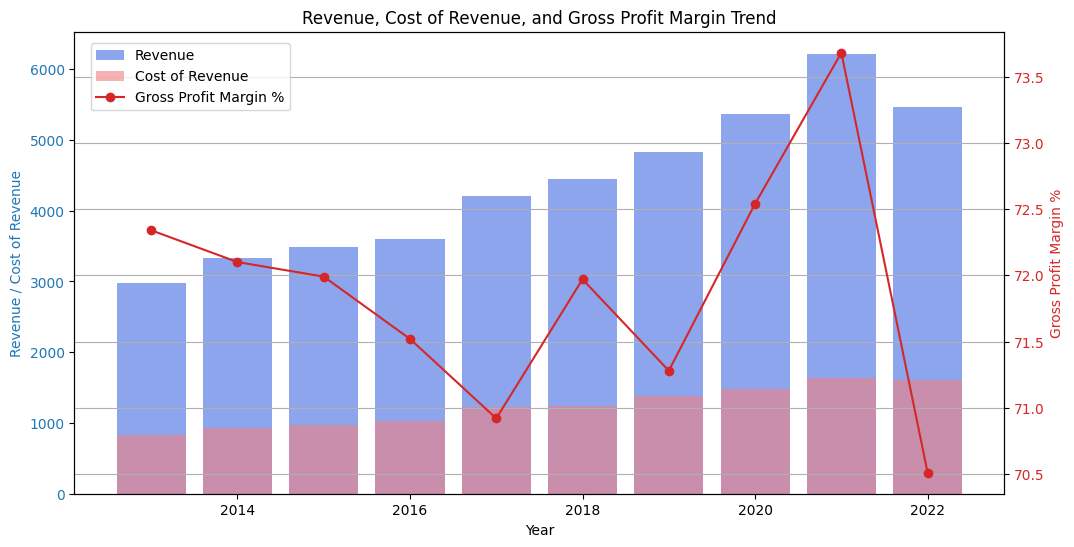 Revenue, Cost of Revenue, and Gross Profit Margin Trend
Revenue
Cost of Revenue
Gross Profit Margin %
Revenue / Cost of Revenue
6000
5000
4000
3000
2000
1000
0
2014
2016
2018
2020
2022
Year
73.5
73.0
72.5
72.0
71.5
71.0
70.5
Gross Profit Margin %